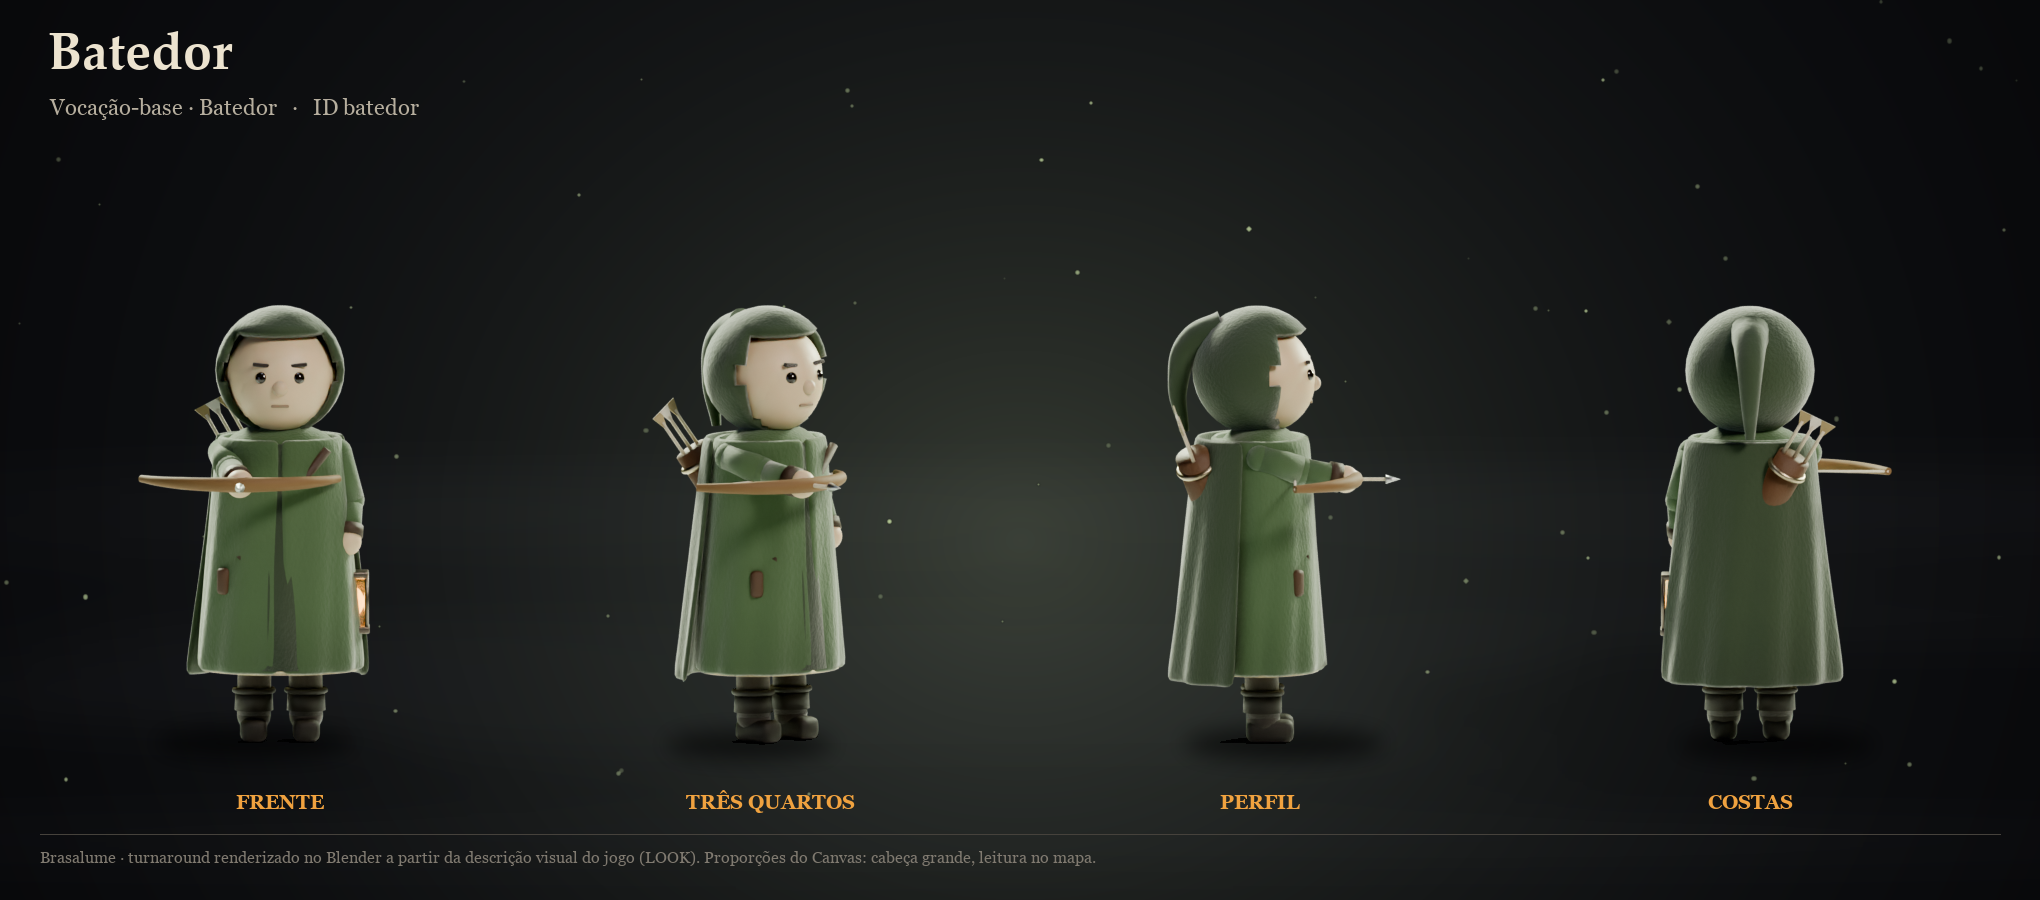 Batedor
Vocação-base · Batedor · ID batedor
FRENTE
TRÊS QUARTOS
PERFIL
COSTAS
Brasalume · turnaround renderizado no Blender a partir da descrição visual do jogo (LOOK). Proporções do Canvas: cabeça grande, leitura no mapa.